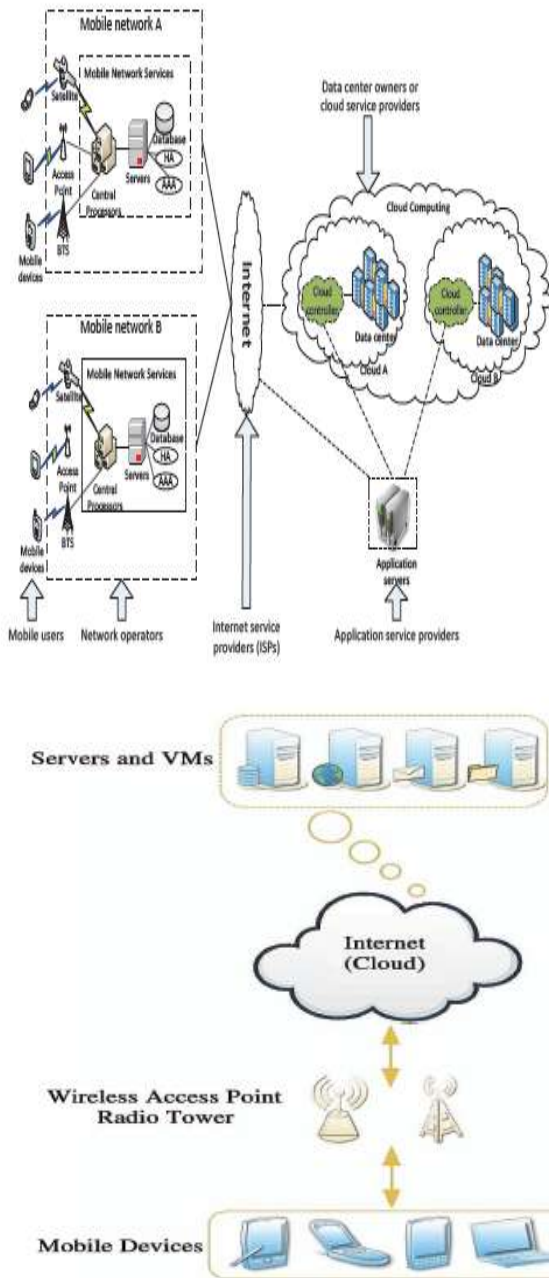 Mobile network A
Mobile Network Services
Satellite
Database
HA
AAA
Access
Point
Central
Processors
Servers
BTS
Mobile
devices
Mobile network B
Mobile Network Services
Satellite
Database
HA
AAA
Access
Point
Central
Processors
Servers
BTS
Mobile
devices
Mobile users
Network operators
Internet
Internet service
providers (ISPs)
Data center owners or
cloud service providers
Cloud Computing
Cloud
controller
Data center
Cloud A
Cloud
controller
Data center
Cloud B
Application
servers
Application service providers
Servers and VMs
Internet
(Cloud)
Wireless Access Point
Radio Tower
Mobile Devices